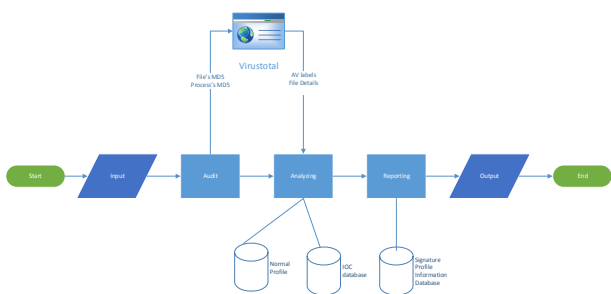 Virustotal
File's MD5
Process's MD5
AV labels
File Details
Start
Input
Audit
Analyzing
Reporting
Output
End
Normal
Profile
IOC
database
Signature
Profile
Information
Database